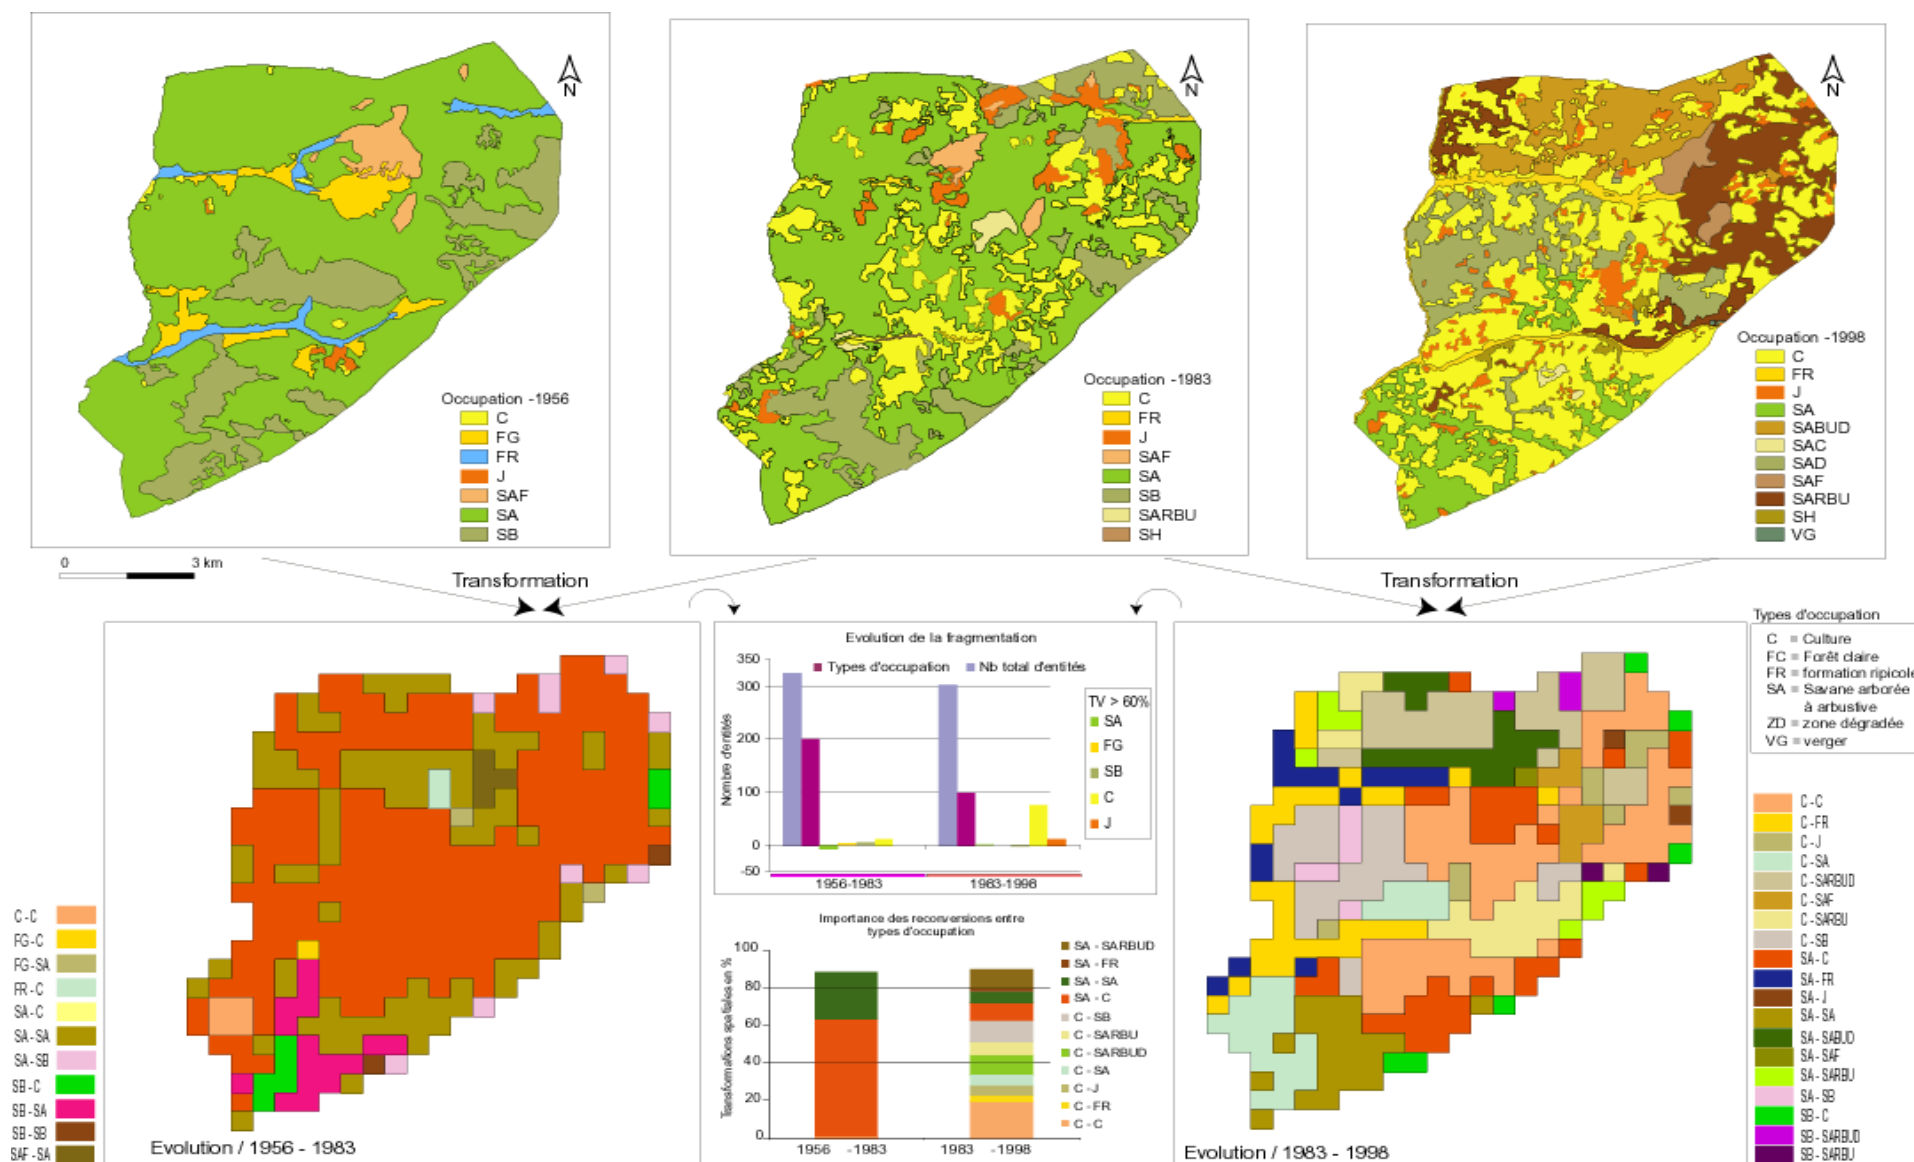 N
Occupation -1956
C
FG
FR
J
SAF
SA
SB
N
Occupation -1983
C
FR
J
SAF
SA
SB
SARBU
SH
N
Occupation -1998
C
FR
J
SA
SABUD
SAC
SAD
SAF
SARBU
SH
VG
0 3 km
Transformation
Transformation
C-C
FG-C
FG-SA
FR-C
SA-C
SA-SA
SA-SB
SB-C
SB-SA
SB-SB
SAF-SA
Evolution / 1956 - 1983
Evolution de la fragmentation
Types d'occupation
Nb total d'entités
Nombre d'entités
350
300
200
100
0
-50
1956-1983
1983-1998
TV > 60%
SA
FG
SB
C
J
Importance des reconversions entre
types d'occupation
Transformations spatiales en %
100
80
60
40
20
0
1956 -1983
1983 -1998
SA - SARBUD
SA - FR
SA - SA
SA - C
C - SB
C - SARBU
C - SARBUD
C - SA
C - J
C - FR
C - C
Evolution / 1983 - 1998
Types d'occupation
C = Culture
FC = Forêt claire
FR = formation ripicole
SA = Savane arborée
à arbustive
ZD = zone dégradée
VG = verger
C-C
C-FR
C-J
C-SA
C-SARBUD
C-SAF
C-SARBU
C-SB
SA-C
SA-FR
SA-J
SA-SA
SA-SABUD
SA-SAF
SA-SARBU
SA-SB
SB-C
SB-SARBUD
SB-SARBU